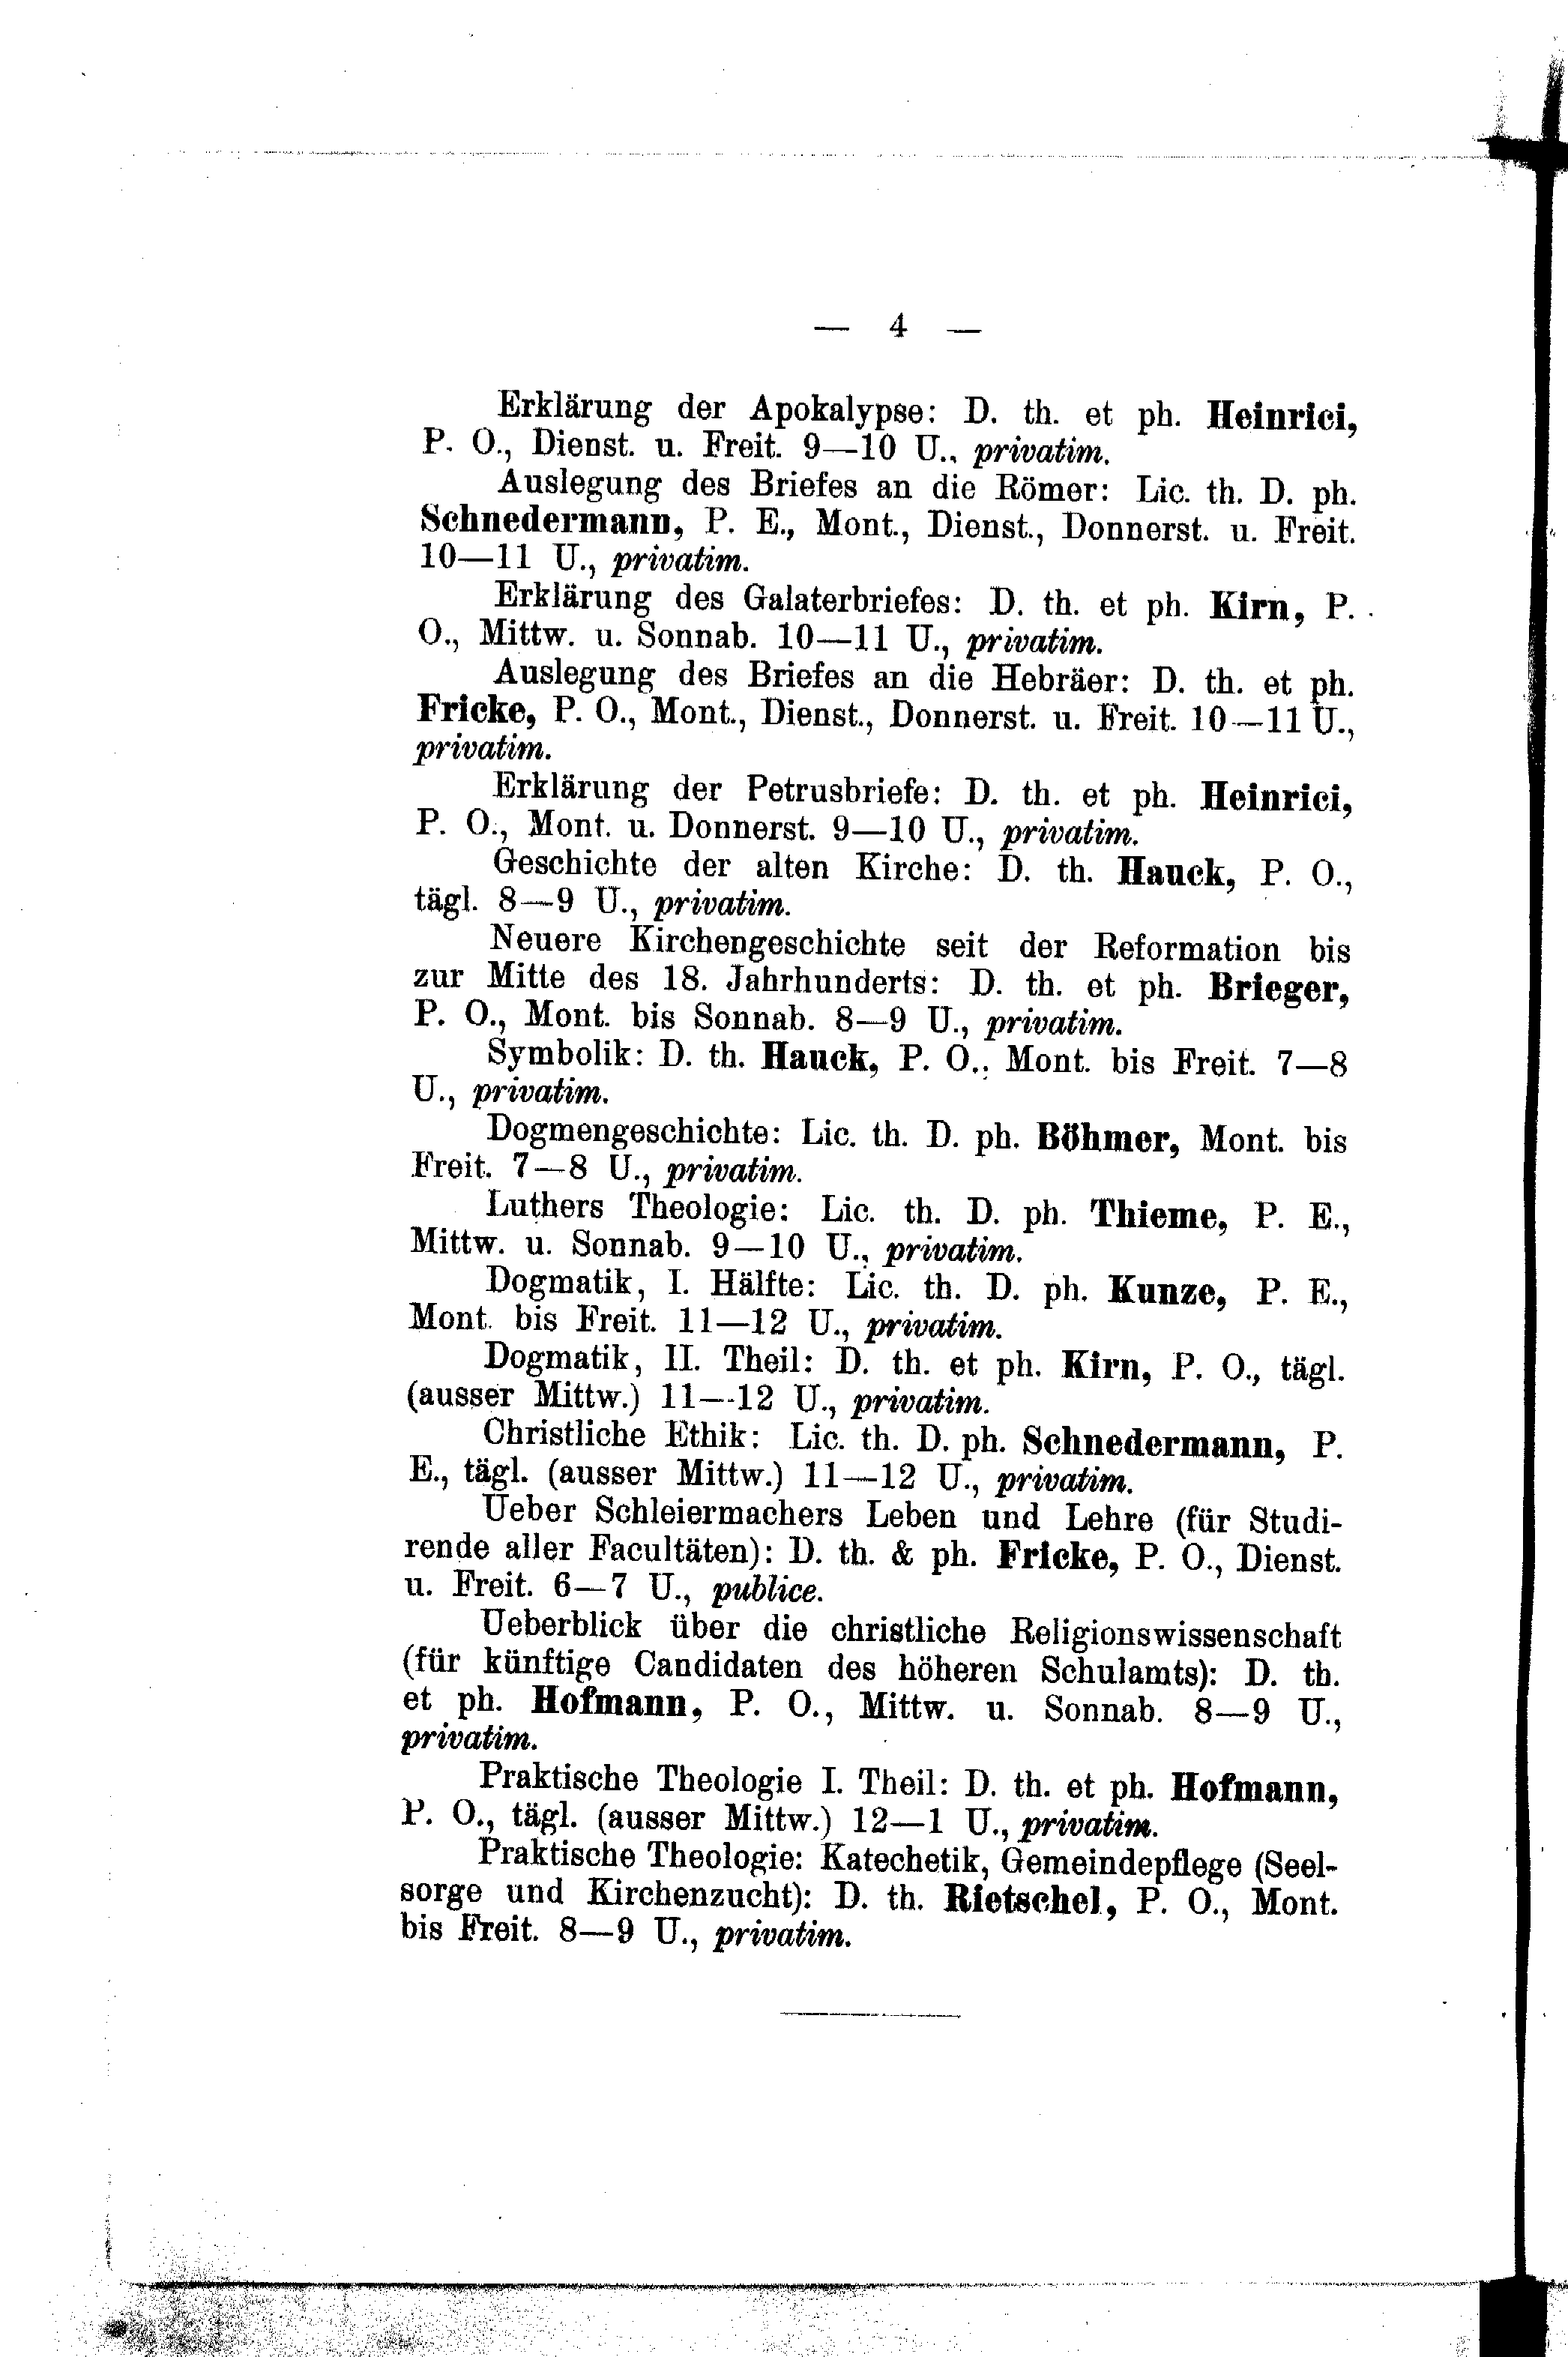 — 4 —
Erklärung der Apokalypse: D. th. et ph. Heinrici,
P. O., Dienst. u. Freit. 9—10 U., privatim.
Auslegung des Briefes an die Römer: Lic. th. D. ph.
Schnedermann, P. E., Mont., Dienst., Donnerst. u. Freit.
10—11 U., privatim.
Erklärung des Galaterbriefes: D. th. et ph. Kirn, P.
O., Mittw. u. Sonnab. 10—11 U., privatim.
Auslegung des Briefes an die Hebräer: D. th. et ph.
Fricke, P. O., Mont., Dienst., Donnerst. u. Freit. 10—11 U.,
privatim.
Erklärung der Petrusbriefe: D. th. et ph. Heinrici,
P. O., Mont. u. Donnerst. 9—10 U., privatim.
Geschichte der alten Kirche: D. th. Hauck, P. O.,
tägl. 8—9 U., privatim.
Neuere Kirchengeschichte seit der Reformation bis
zur Mitte des 18. Jahrhunderts: D. th. et ph. Brieger,
P. O., Mont. bis Sonnab. 8—9 U., privatim.
Symbolik: D. th. Hauck, P. O., Mont. bis Freit. 7—8
U., privatim.
Dogmengeschichte: Lic. th. D. ph. Böhmer, Mont. bis
Freit. 7—8 U., privatim.
Luthers Theologie: Lic. th. D. ph. Thieme, P. E.,
Mittw. u. Sonnab. 9—10 U., privatim.
Dogmatik, I. Hälfte: Lic. th. D. ph. Kunze, P. E.,
Mont. bis Freit. 11—12 U., privatim.
Dogmatik, II. Theil: D. th. et ph. Kirn, P. O., tägl.
(ausser Mittw.) 11—12 U., privatim.
Christliche Ethik: Lic. th. D. ph. Schnedermann, P.
E., tägl. (ausser Mittw.) 11—12 U., privatim.
Ueber Schleiermachers Leben und Lehre (für Studi-
rende aller Facultäten): D. th. & ph. Fricke, P. O., Dienst.
u. Freit. 6—7 U., publice.
Ueberblick über die christliche Religionswissenschaft
(für künftige Candidaten des höheren Schulamts): D. th.
et ph. Hofmann, P. O., Mittw. u. Sonnab. 8—9 U.,
privatim.
Praktische Theologie I. Theil: D. th. et ph. Hofmann,
P. O., tägl. (ausser Mittw.) 12—1 U., privatim.
Praktische Theologie: Katechetik, Gemeindepflege (Seel-
sorge und Kirchenzucht): D. th. Rietschel, P. O., Mont.
bis Freit. 8—9 U., privatim.